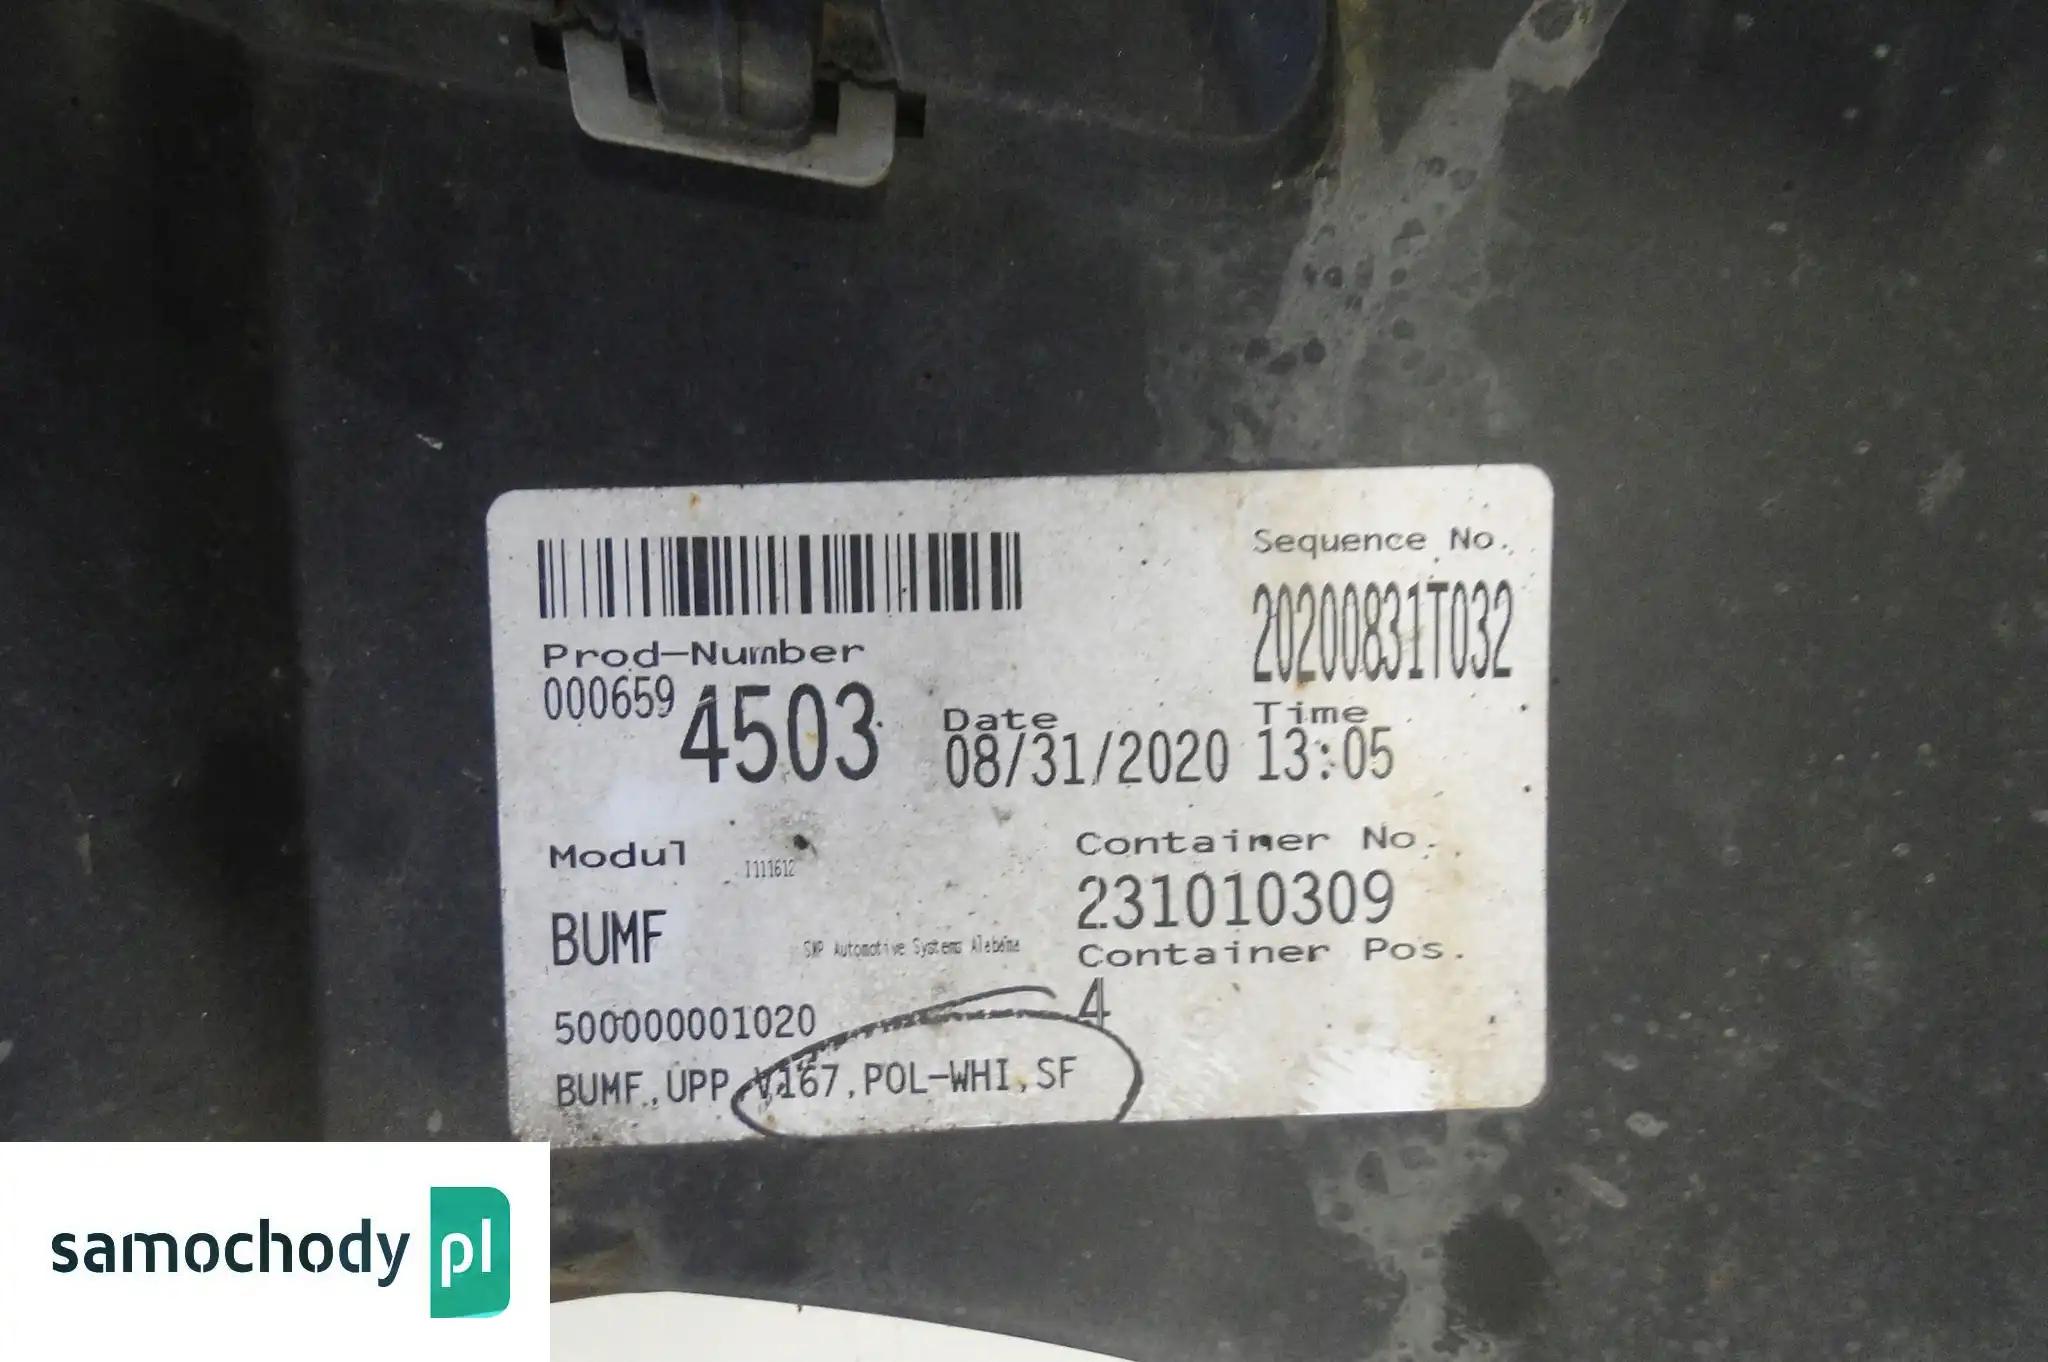 Sequence No.
20200831T032
Prod-Number
000659 4503
Date
08/31/2020
Time
13:05
Modul
1111612
Container No.
231010309
BUMF
SMP Automotive Systems Alabama
Container Pos.
4
500000001020
BUMF, UPP, V167, POL-WHI, SF
samochody pl